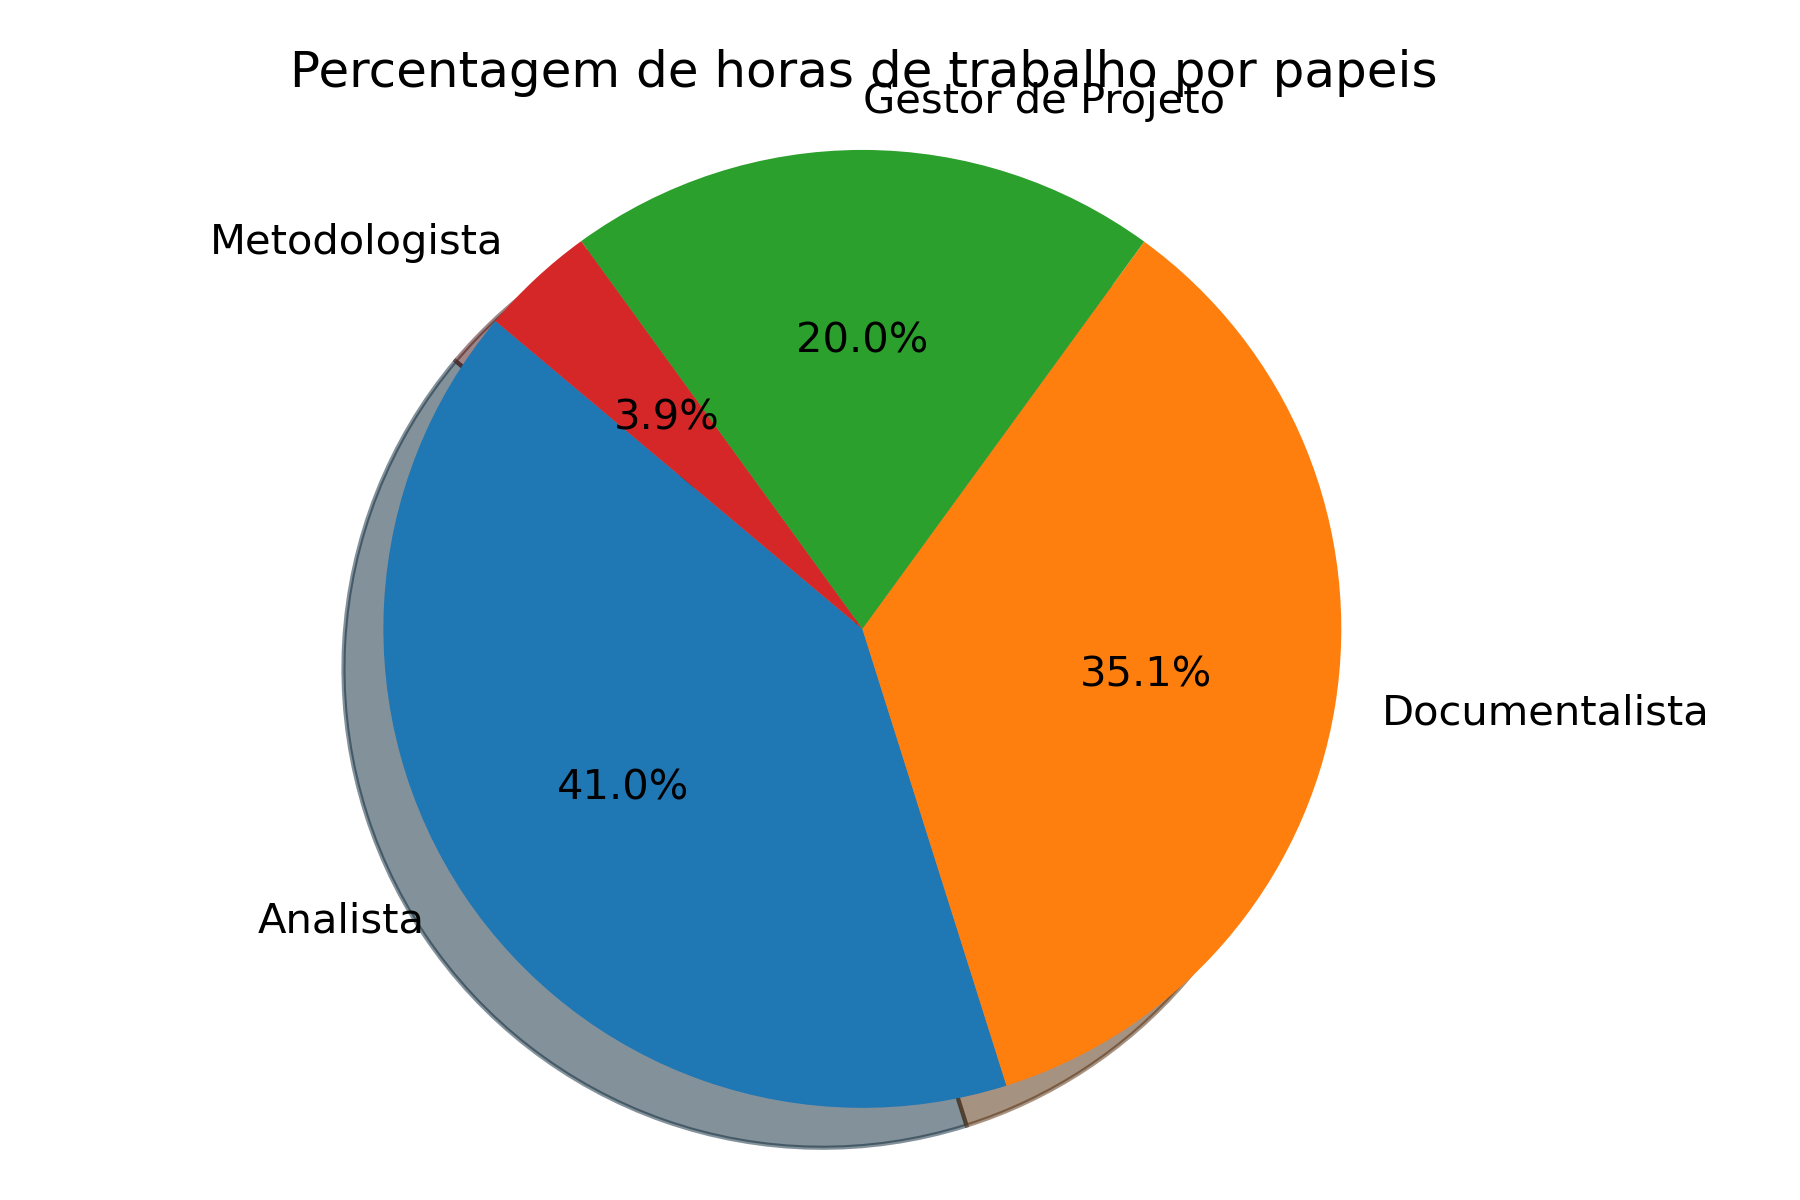 Percentagem de horas de trabalho por papeis
Gestor de Projeto
Metodologista
20.0%
3.9%
35.1%
Documentalista
41.0%
Analista